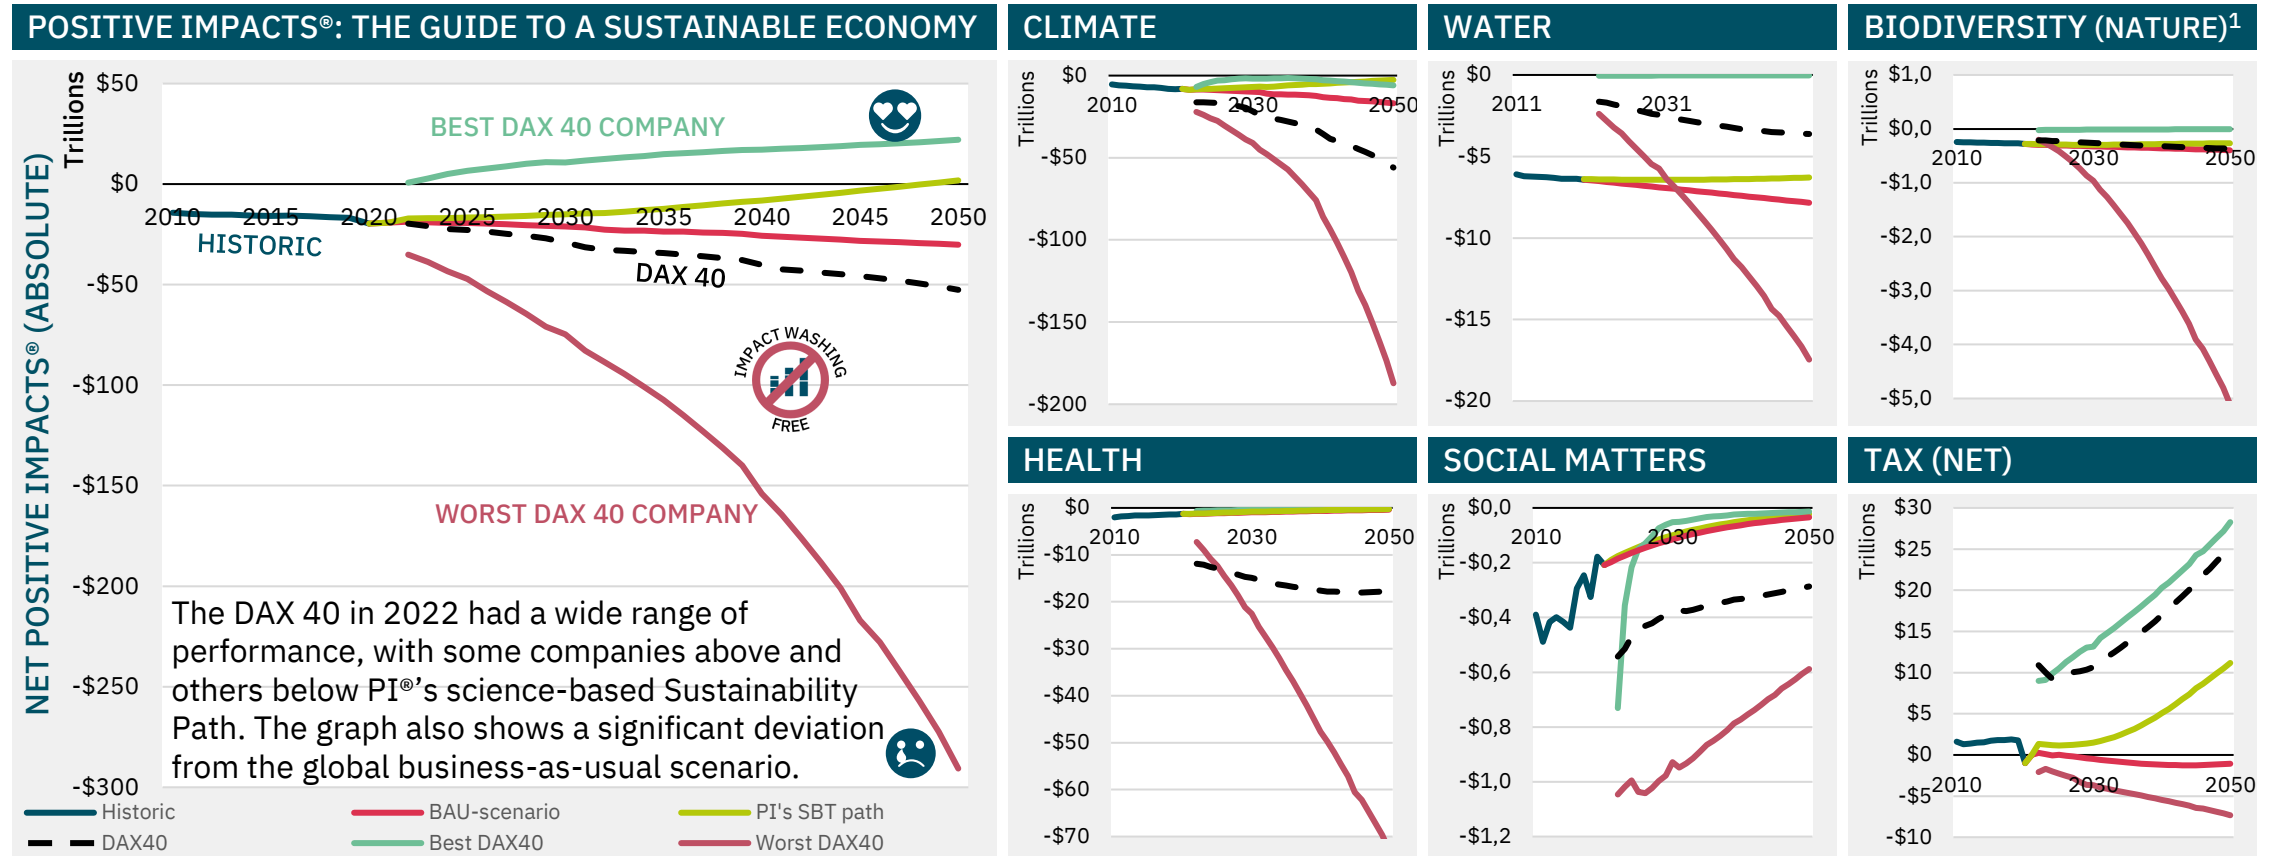 POSITIVE IMPACTS®: THE GUIDE TO A SUSTAINABLE ECONOMY
NET POSITIVE IMPACTS® (ABSOLUTE)
Trillions
$50
$0
-$50
-$100
-$150
-$200
-$250
-$300
2010 2015 2020 2025 2030 2035 2040 2045 2050
BEST DAX 40 COMPANY
HISTORIC
DAX 40
IMPACT WASHING
FREE
WORST DAX 40 COMPANY
The DAX 40 in 2022 had a wide range of
performance, with some companies above and
others below PI®'s science-based Sustainability
Path. The graph also shows a significant deviation
from the global business-as-usual scenario.
Historic BAU-scenario PI's SBT path
DAX40 Best DAX40 Worst DAX40
CLIMATE
Trillions
$0
-$50
-$100
-$150
-$200
2010 2030 2050
WATER
Trillions
$0
-$5
-$10
-$15
-$20
2011 2031
BIODIVERSITY (NATURE)¹
Trillions
$1,0
$0,0
-$1,0
-$2,0
-$3,0
-$4,0
-$5,0
2010 2030 2050
HEALTH
Trillions
$0
-$10
-$20
-$30
-$40
-$50
-$60
-$70
2010 2030 2050
SOCIAL MATTERS
Trillions
$0,0
-$0,2
-$0,4
-$0,6
-$0,8
-$1,0
-$1,2
2010 2030 2050
TAX (NET)
Trillions
$30
$25
$20
$15
$10
$5
$0
-$5
-$10
2010 2030 2050